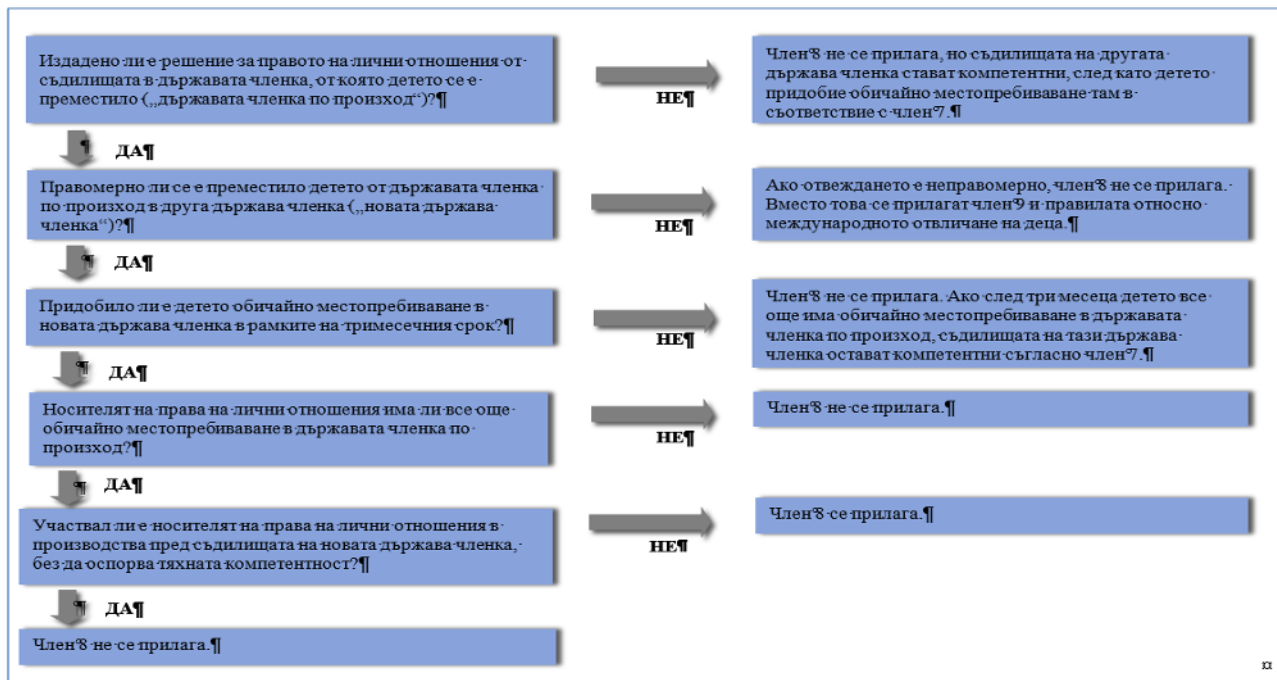 Издадено ли е решение за правото на лични отношения от
съдилищата в държавата членка, от която детето се е
преместило („държавата членка по произход“)?¶
НЕ¶
Член 8 не се прилага, но съдилищата на другата
държава членка стават компетентни, след като детето
придобие обичайно местопребиваване там в
съответствие с член 7.¶
¶ ДА¶
Правомерно ли се е преместило детето от държавата членка
по произход в друга държава членка („новата държава
членка“)?¶
НЕ¶
Ако отвеждането е неправомерно, член 8 не се прилага.
Вместо това се прилагат член 9 и правилата относно
международното отвличане на деца.¶
¶ ДА¶
Придобило ли е детето обичайно местопребиваване в
новата държава членка в рамките на тримесечния срок?¶
НЕ¶
Член 8 не се прилага. Ако след три месеца детето все
още има обичайно местопребиваване в държавата
членка по произход, съдилищата на тази държава
членка остават компетентни съгласно член 7.¶
¶ ДА¶
Носителят на права на лични отношения има ли все още
обичайно местопребиваване в държавата членка по
произход?¶
НЕ¶
Член 8 не се прилага.¶
¶ ДА¶
Участвал ли е носителят на права на лични отношения в
производства пред съдилищата на новата държава членка,
без да оспорва тяхната компетентност?¶
НЕ¶
Член 8 се прилага.¶
¶ ДА¶
Член 8 не се прилага.¶
¤